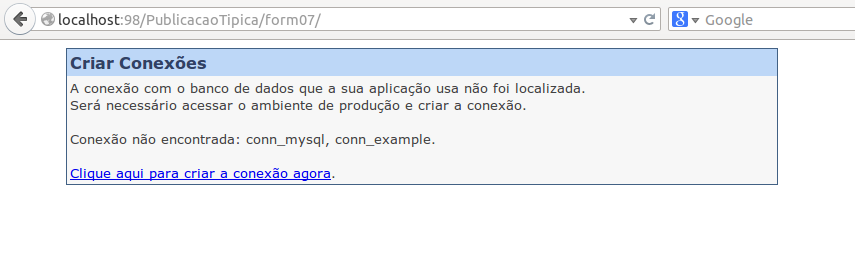 localhost:98/PublicacaoTipica/form07/
Google
Criar Conexões
A conexão com o banco de dados que a sua aplicação usa não foi localizada.
Será necessário acessar o ambiente de produção e criar a conexão.
Conexão não encontrada: conn_mysql, conn_example.
Clique aqui para criar a conexão agora.